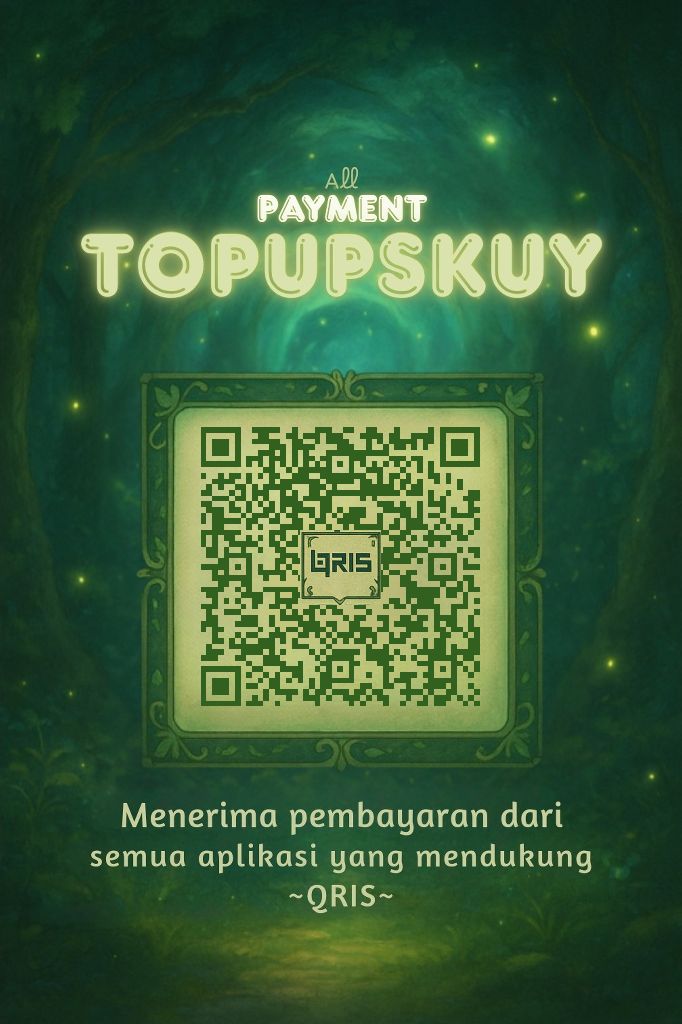 All
PAYMENT
TOPUPSKUY
QRIS
Menerima pembayaran dari
semua aplikasi yang mendukung
~QRIS~